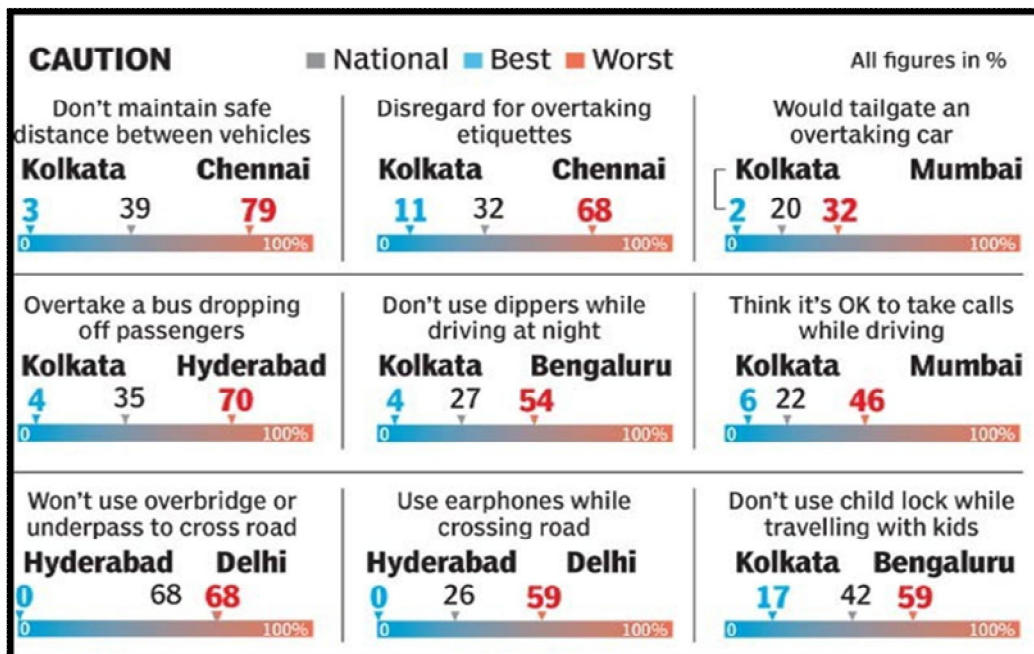 CAUTION National Best Worst All figures in %
Don't maintain safe
distance between vehicles
Kolkata Chennai
3 39 79
0 100%
Disregard for overtaking
etiquettes
Kolkata Chennai
11 32 68
0 100%
Would tailgate an
overtaking car
Kolkata Mumbai
2 20 32
0 100%
Overtake a bus dropping
off passengers
Kolkata Hyderabad
4 35 70
0 100%
Don't use dippers while
driving at night
Kolkata Bengaluru
4 27 54
0 100%
Think it's OK to take calls
while driving
Kolkata Mumbai
6 22 46
0 100%
Won't use overbridge or
underpass to cross road
Hyderabad Delhi
0 68 68
0 100%
Use earphones while
crossing road
Hyderabad Delhi
0 26 59
0 100%
Don't use child lock while
travelling with kids
Kolkata Bengaluru
17 42 59
0 100%